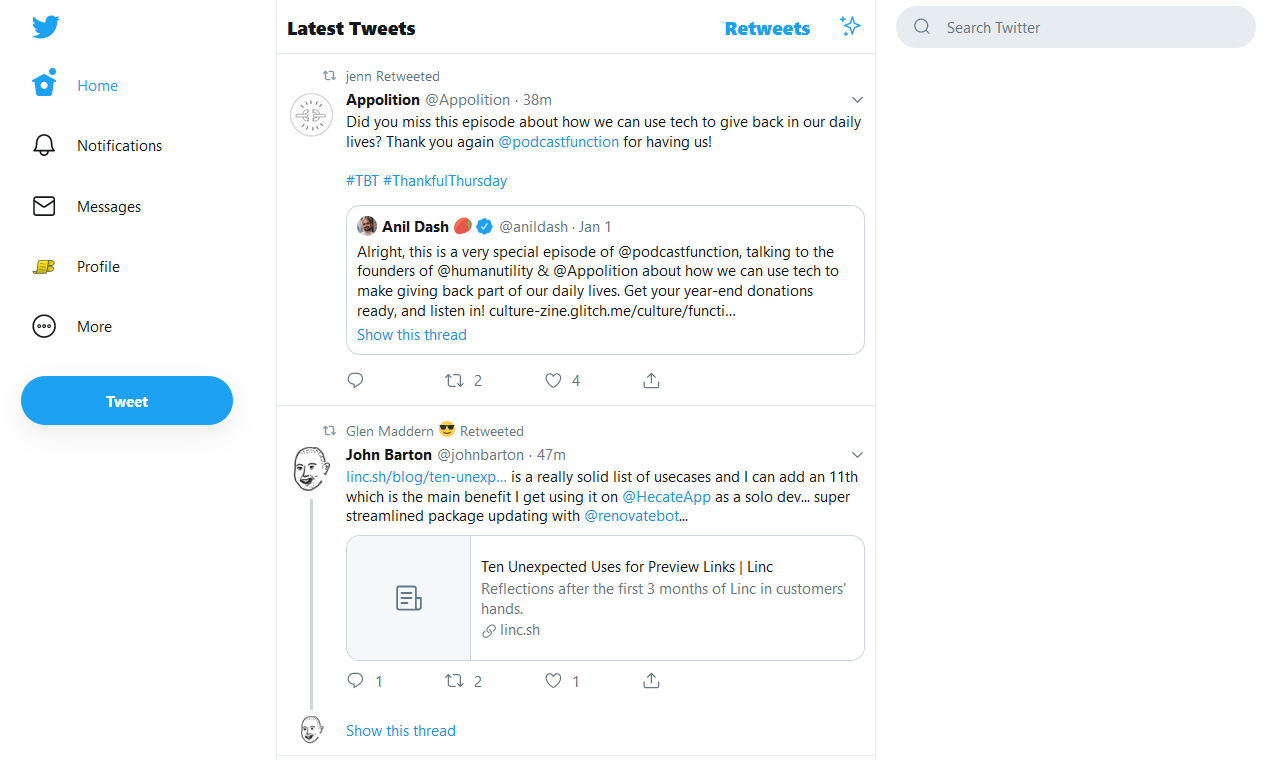 Home
Notifications
Messages
Profile
More
Tweet
Latest Tweets
Retweets
jenn Retweeted
Appolition @Appolition · 38m
Did you miss this episode about how we can use tech to give back in our daily
lives? Thank you again @podcastfunction for having us!
#TBT #ThankfulThursday
Anil Dash 🥭 @anildash · Jan 1
Alright, this is a very special episode of @podcastfunction, talking to the
founders of @humanutility & @Appolition about how we can use tech to
make giving back part of our daily lives. Get your year-end donations
ready, and listen in! culture-zine.glitch.me/culture/functi…
Show this thread
2
4
Glen Maddern 😎 Retweeted
John Barton @johnbarton · 47m
linc.sh/blog/ten-unexp… is a really solid list of usecases and I can add an 11th
which is the main benefit I get using it on @HecateApp as a solo dev... super
streamlined package updating with @renovatebot...
Ten Unexpected Uses for Preview Links | Linc
Reflections after the first 3 months of Linc in customers'
hands.
linc.sh
1
2
1
Show this thread
Search Twitter